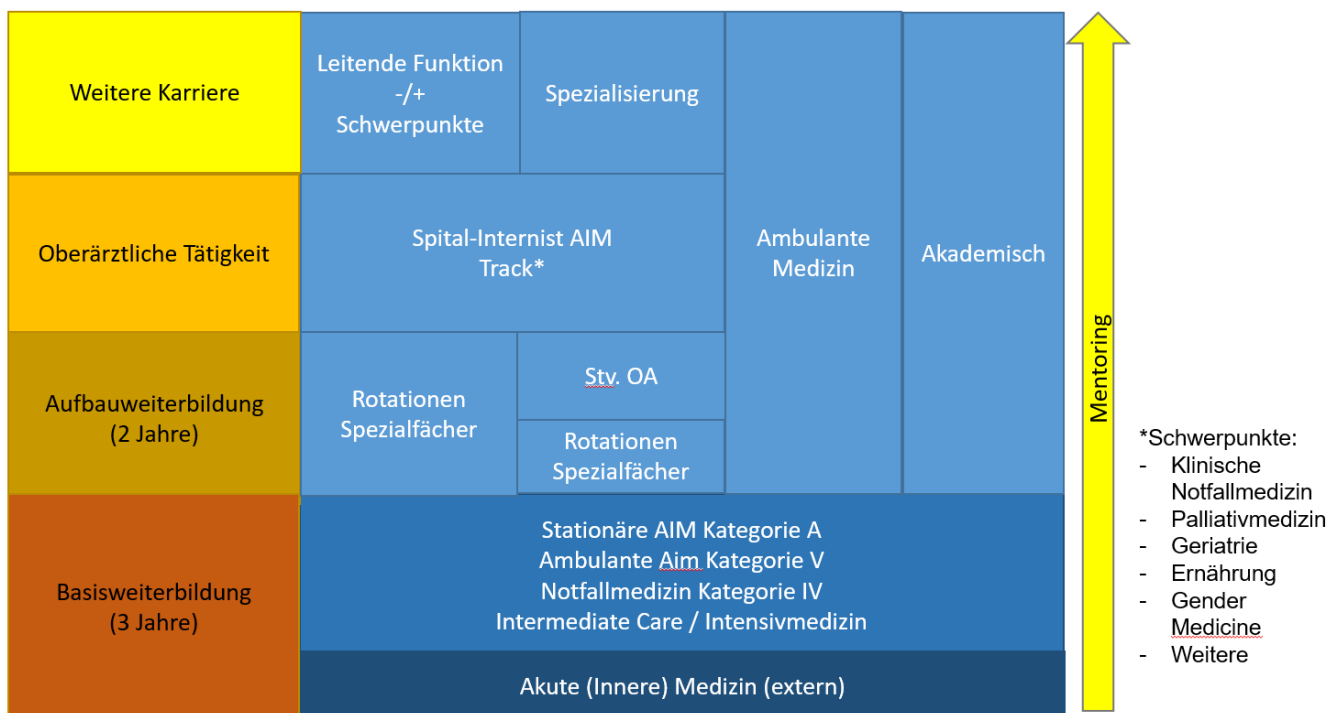 Weitere Karriere
Leitende Funktion
-/+
Schwerpunkte
Spezialisierung
Oberärztliche Tätigkeit
Spital-Internist AIM
Track*
Ambulante
Medizin
Akademisch
Aufbauweiterbildung
(2 Jahre)
Rotationen
Spezialfächer
Stv. OA
Rotationen
Spezialfächer
Basisweiterbildung
(3 Jahre)
Stationäre AIM Kategorie A
Ambulante Aim Kategorie V
Notfallmedizin Kategorie IV
Intermediate Care / Intensivmedizin
Akute (Innere) Medizin (extern)
Mentoring
*Schwerpunkte:
- Klinische
Notfallmedizin
- Palliativmedizin
- Geriatrie
- Ernährung
- Gender
Medicine
- Weitere